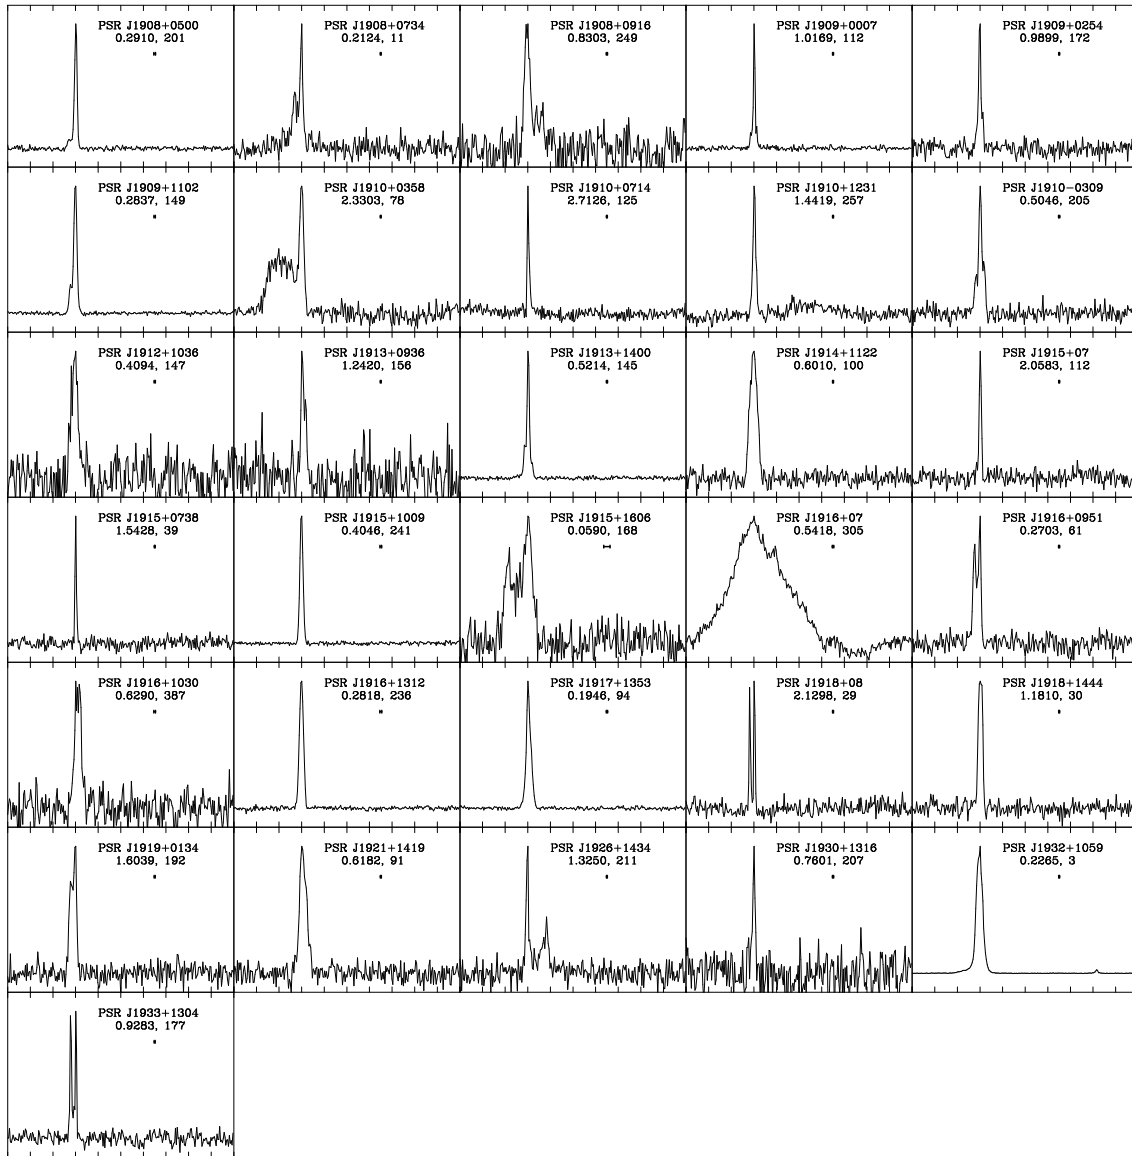 PSR J1908+0500
0.2910, 201
PSR J1908+0734
0.2124, 11
PSR J1908+0916
0.8303, 249
PSR J1909+0007
1.0169, 112
PSR J1909+0254
0.9899, 172
PSR J1909+1102
0.2837, 149
PSR J1910+0358
2.3303, 78
PSR J1910+0714
2.7126, 125
PSR J1910+1231
1.4419, 257
PSR J1910-0309
0.5046, 205
PSR J1912+1036
0.4094, 147
PSR J1913+0936
1.2420, 156
PSR J1913+1400
0.5214, 145
PSR J1914+1122
0.6010, 100
PSR J1915+07
2.0583, 112
PSR J1915+0738
1.5428, 39
PSR J1915+1009
0.4046, 241
PSR J1915+1606
0.0590, 168
PSR J1916+07
0.5418, 305
PSR J1916+0951
0.2703, 61
PSR J1916+1030
0.6290, 387
PSR J1916+1312
0.2818, 236
PSR J1917+1353
0.1946, 94
PSR J1918+08
2.1298, 29
PSR J1918+1444
1.1810, 30
PSR J1919+0134
1.6039, 192
PSR J1921+1419
0.6182, 91
PSR J1926+1434
1.3250, 211
PSR J1930+1316
0.7601, 207
PSR J1932+1059
0.2265, 3
PSR J1933+1304
0.9283, 177